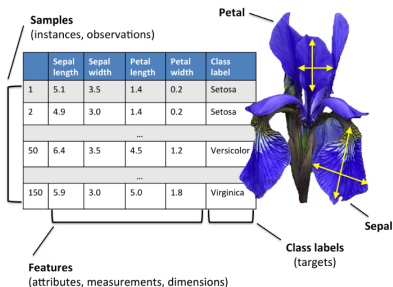 Samples
(instances, observations)
Petal
Sepal length Sepal width Petal length Petal width Class label
1 5.1 3.5 1.4 0.2 Setosa
2 4.9 3.0 1.4 0.2 Setosa
...
50 6.4 3.5 4.5 1.2 Versicolor
...
150 5.9 3.0 5.0 1.8 Virginica
Sepal
Class labels
(targets)
Features
(attributes, measurements, dimensions)